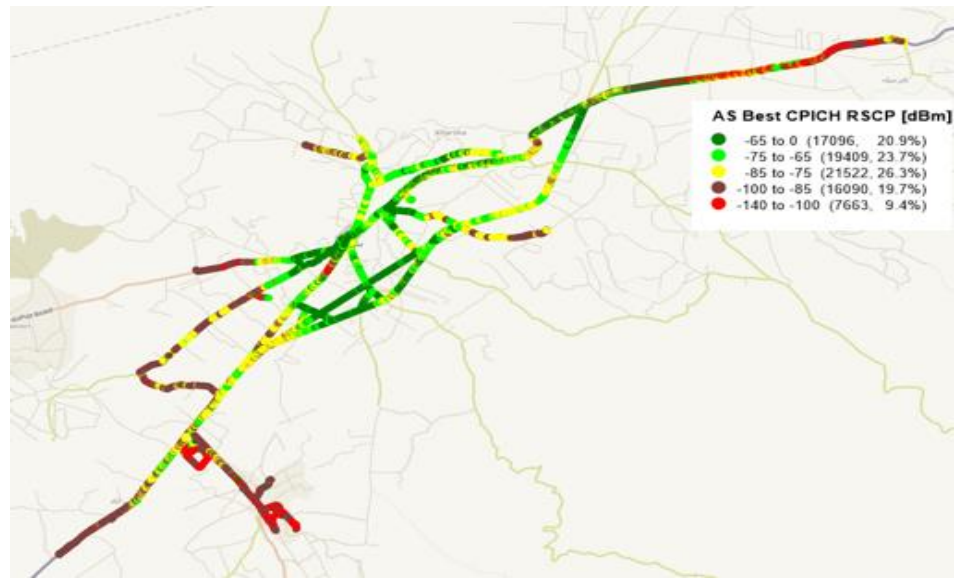 AS Best CPICH RSCP [dBm]
-65 to 0 (17096, 20.9%)
-75 to -65 (19409, 23.7%)
-85 to -75 (21522, 26.3%)
-100 to -85 (16090, 19.7%)
-140 to -100 (7663, 9.4%)